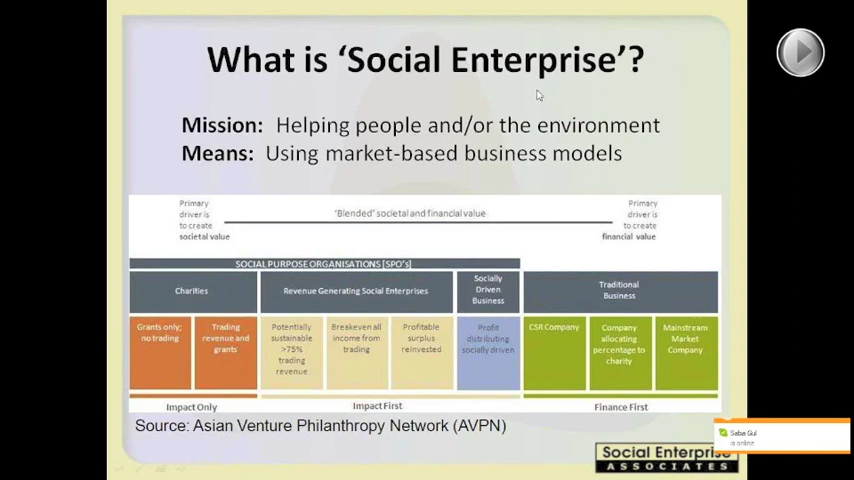 What is ‘Social Enterprise’?
Mission: Helping people and/or the environment
Means: Using market-based business models
Primary
driver is
to create
societal value
‘Blended’ societal and financial value
Primary
driver is
to create
financial value
SOCIAL PURPOSE ORGANISATIONS [SPO's]
Charities
Revenue Generating Social Enterprises
Socially
Driven
Business
Traditional
Business
Grants only;
no trading
Trading
revenue and
grants
Potentially
sustainable
>75%
trading
revenue
Breakeven all
income from
trading
Profitable
surplus
reinvested
Profit
distributing
socially driven
CSR Company
Company
allocating
percentage to
charity
Mainstream
Market
Company
Impact Only
Impact First
Finance First
Source: Asian Venture Philanthropy Network (AVPN)
Saba Gul
is online
Social Enterprise
ASSOCIATES